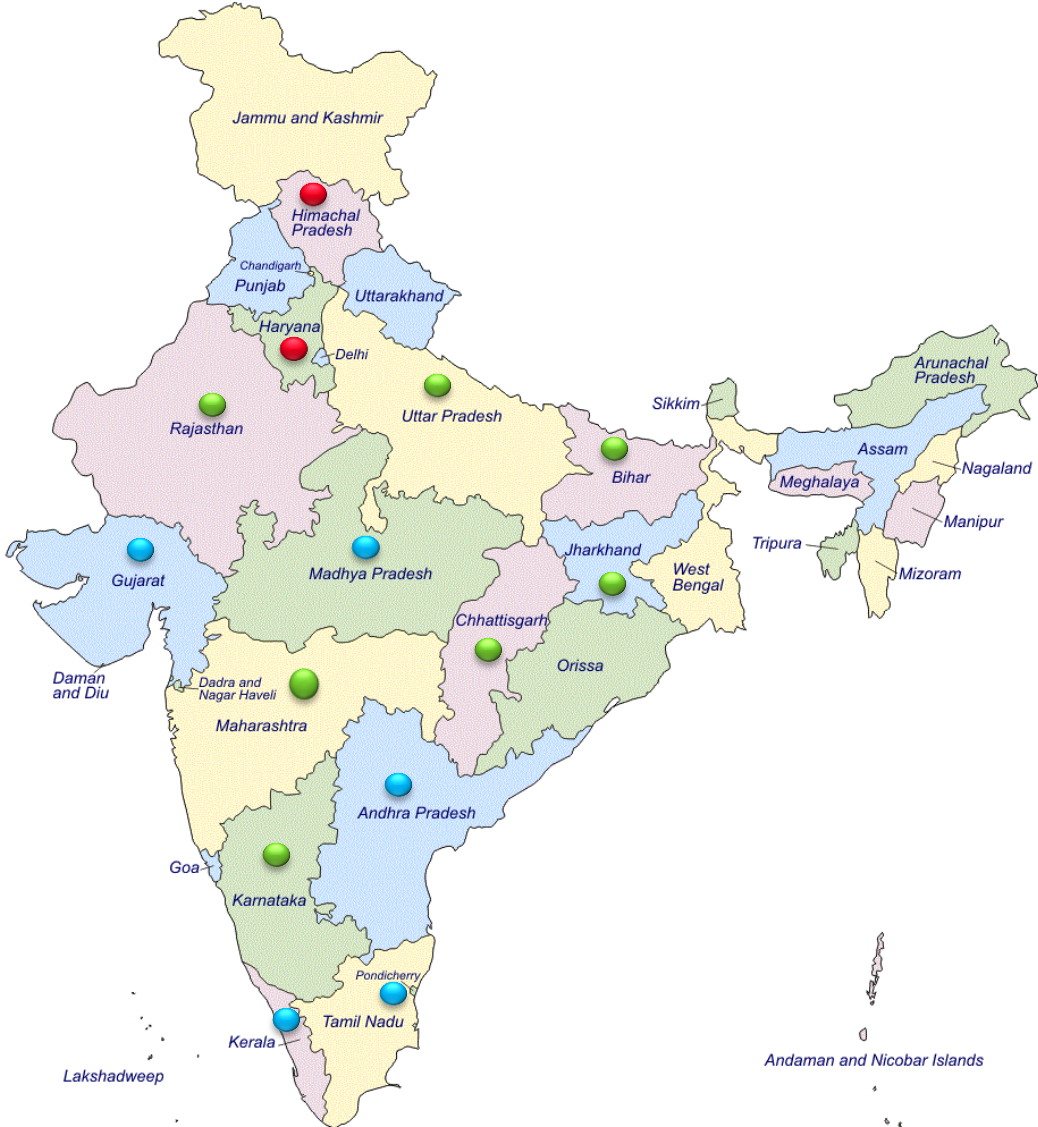 Jammu and Kashmir
Himachal
Pradesh
Chandigarh
Punjab
Uttarakhand
Haryana
Delhi
Arunachal
Pradesh
Sikkim
Uttar Pradesh
Rajasthan
Assam
Nagaland
Bihar
Meghalaya
Manipur
Tripura
Jharkhand
Mizoram
West
Bengal
Gujarat
Madhya Pradesh
Chhattisgarh
Orissa
Daman
and Diu
Dadra and
Nagar Haveli
Maharashtra
Andhra Pradesh
Goa
Karnataka
Pondicherry
Tamil Nadu
Kerala
Lakshadweep
Andaman and Nicobar Islands